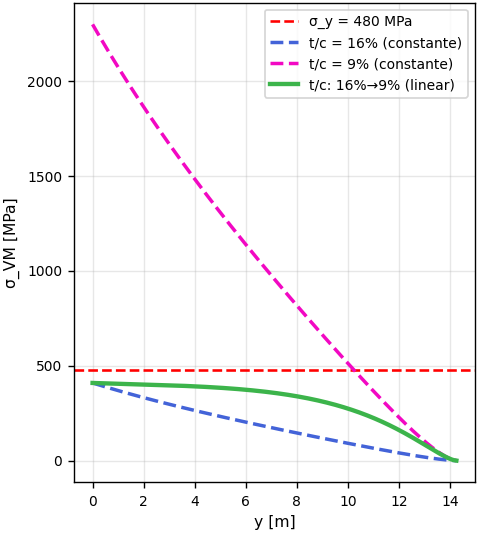 σ_y = 480 MPa
t/c = 16% (constante)
t/c = 9% (constante)
t/c: 16%→9% (linear)
σ_VM [MPa]
2000
1500
1000
500
0
0 2 4 6 8 10 12 14
y [m]